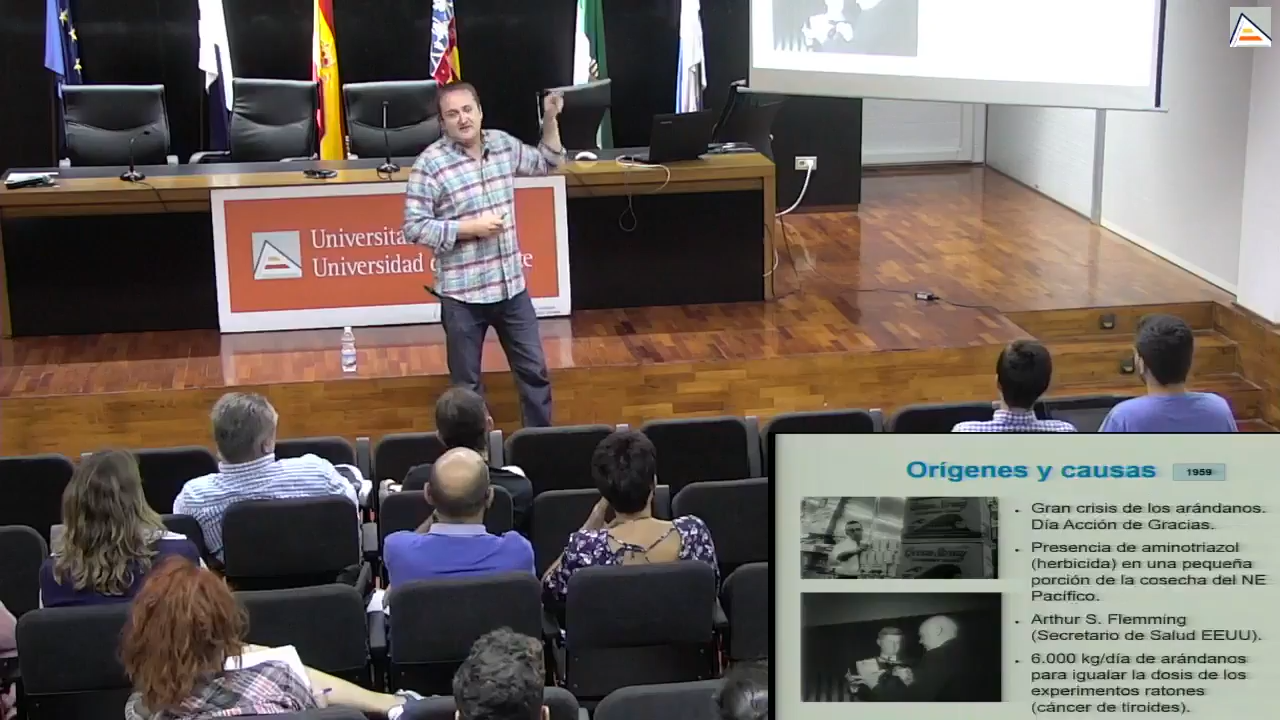 Universita
Universidad
te
Orígenes y causas
1959
Gran crisis de los arándanos.
Día Acción de Gracias.
Presencia de aminotriazol
(herbicida) en una pequeña
porción de la cosecha del NE
Pacífico.
Arthur S. Flemming
(Secretario de Salud EEUU).
6.000 kg/día de arándanos
para igualar la dosis de los
experimentos ratones
(cáncer de tiroides).